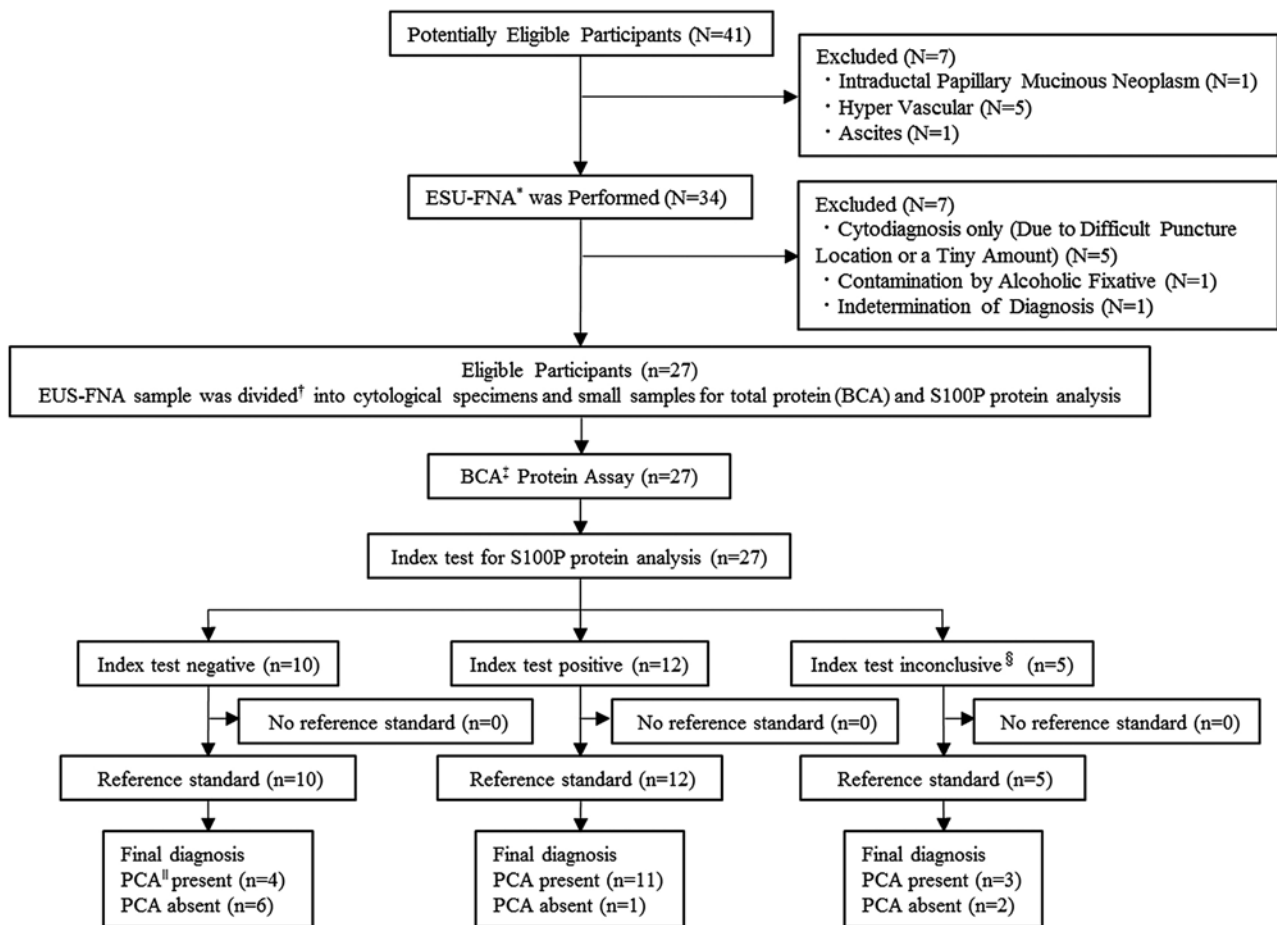 Potentially Eligible Participants (N=41)
Excluded (N=7)
・Intraductal Papillary Mucinous Neoplasm (N=1)
・Hyper Vascular (N=5)
・Ascites (N=1)
ESU-FNA* was Performed (N=34)
Excluded (N=7)
・Cytodiagnosis only (Due to Difficult Puncture
Location or a Tiny Amount) (N=5)
・Contamination by Alcoholic Fixative (N=1)
・Indetermination of Diagnosis (N=1)
Eligible Participants (n=27)
EUS-FNA sample was divided† into cytological specimens and small samples for total protein (BCA) and S100P protein analysis
BCA‡ Protein Assay (n=27)
Index test for S100P protein analysis (n=27)
Index test negative (n=10)
Index test positive (n=12)
Index test inconclusive§ (n=5)
No reference standard (n=0)
No reference standard (n=0)
No reference standard (n=0)
Reference standard (n=10)
Reference standard (n=12)
Reference standard (n=5)
Final diagnosis
PCA‖ present (n=4)
PCA absent (n=6)
Final diagnosis
PCA present (n=11)
PCA absent (n=1)
Final diagnosis
PCA present (n=3)
PCA absent (n=2)